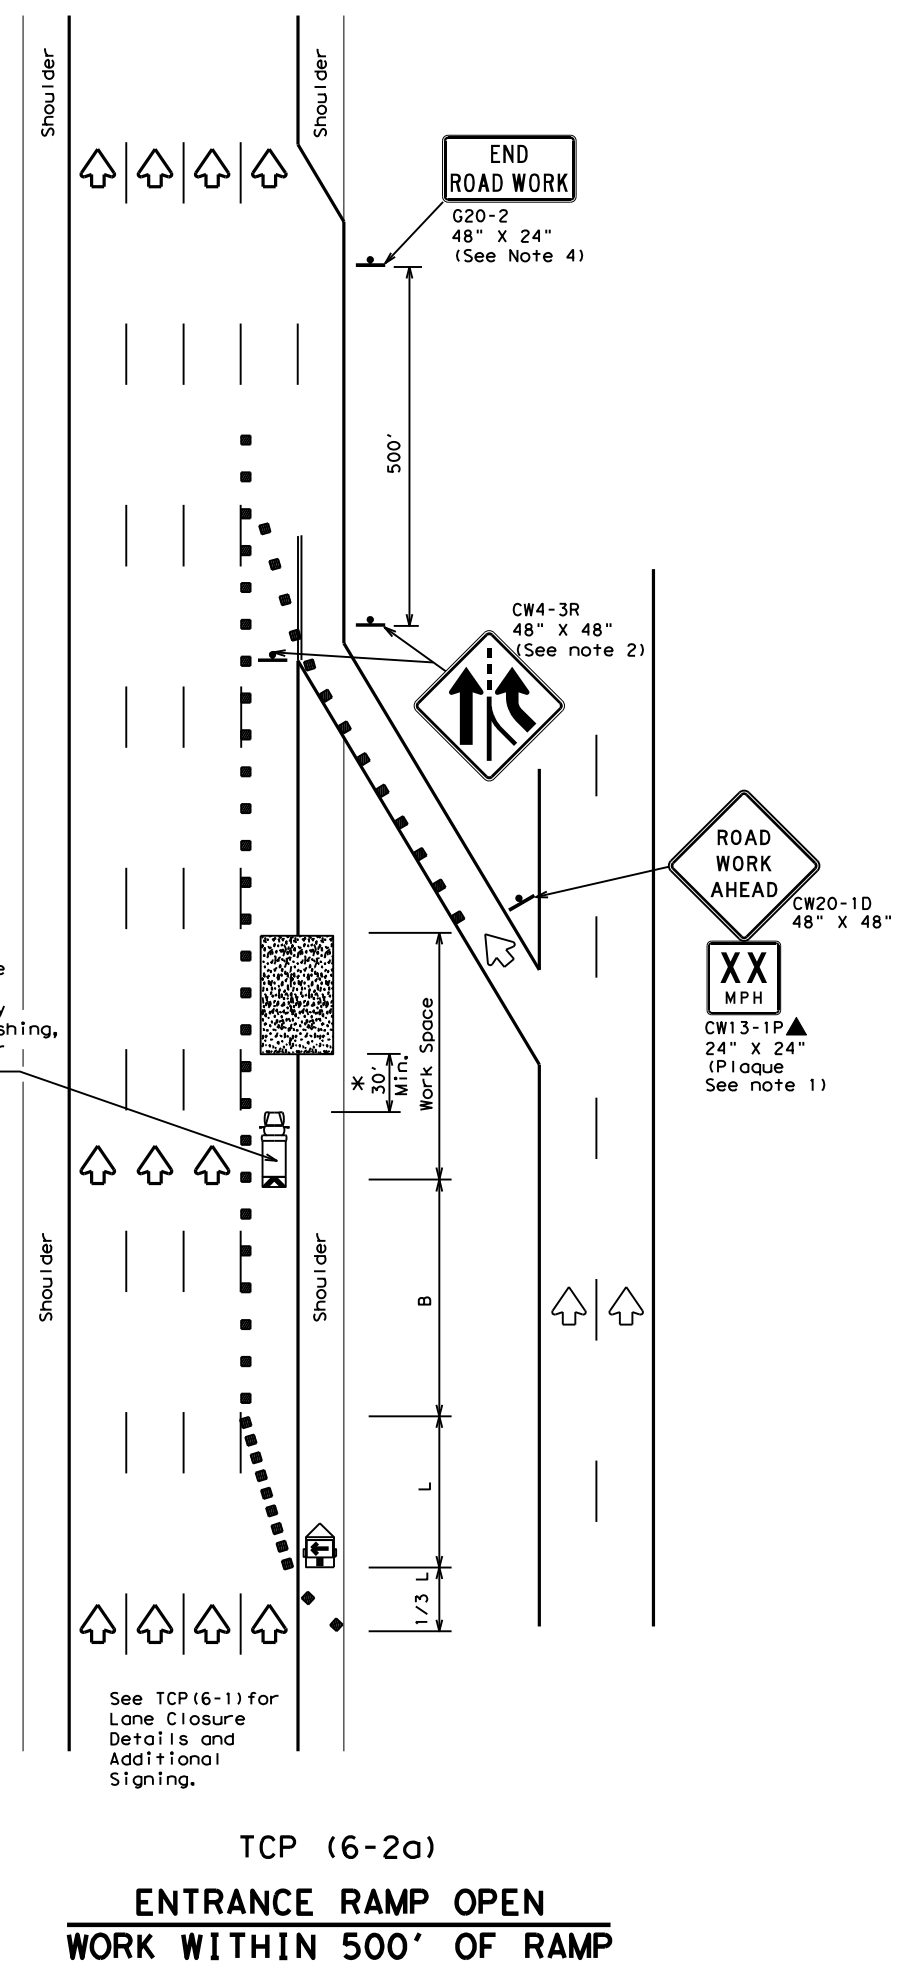 Shoulder
Shoulder
END
ROAD WORK
G20-2
48" X 24"
(See Note 4)
500'
CW4-3R
48" X 48"
(See note 2)
ROAD
WORK
AHEAD
CW20-1D
48" X 48"
XX
MPH
CW13-1P▲
24" X 24"
(Plaque
See note 1)
shing,
*
30'
Min.
Work Space
Shoulder
Shoulder
B
L
1/3 L
See TCP(6-1)for
Lane Closure
Details and
Additional
Signing.
TCP (6-2a)
ENTRANCE RAMP OPEN
WORK WITHIN 500' OF RAMP